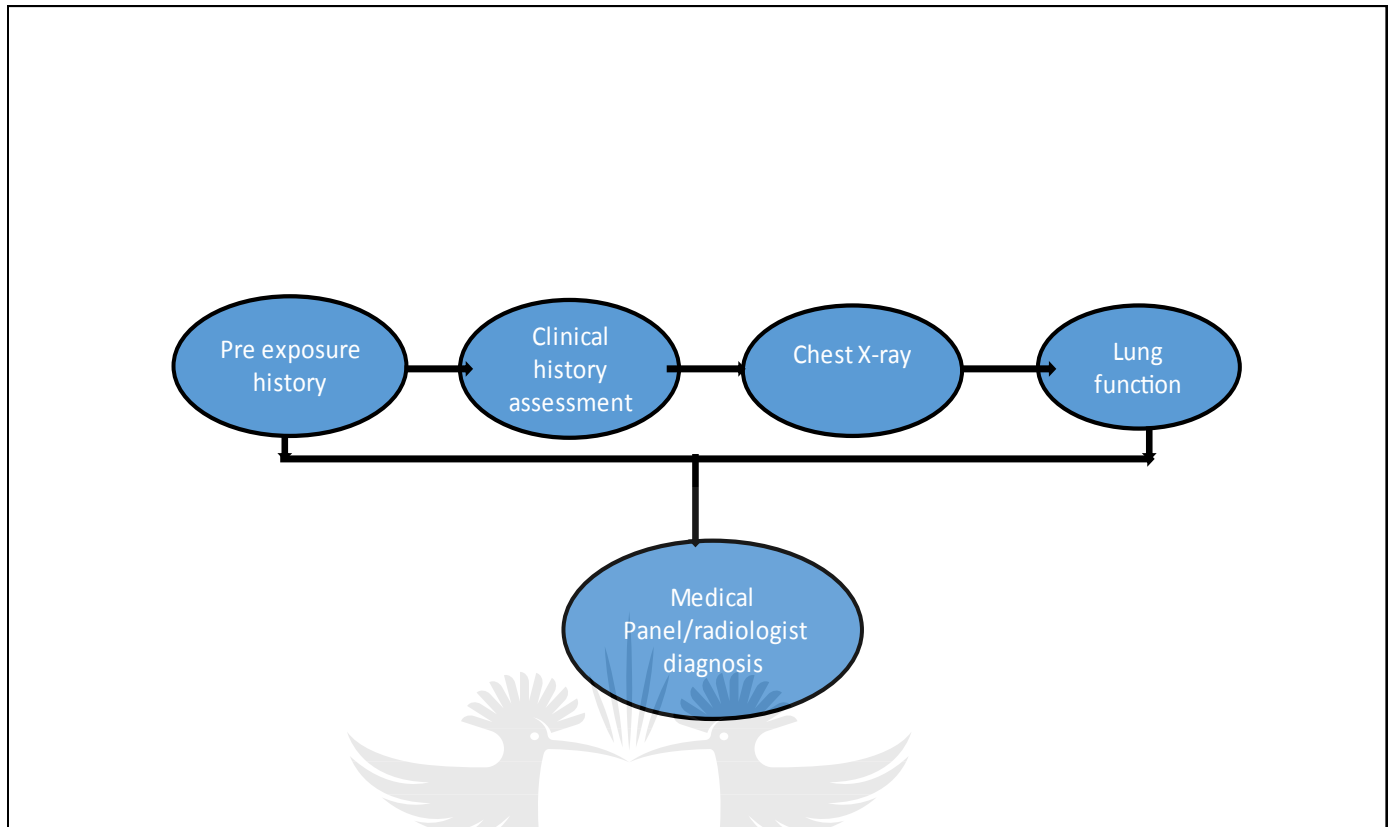 Pre exposure
history
Clinical
history
assessment
Chest X-ray
Lung
function
Medical
Panel/radiologist
diagnosis